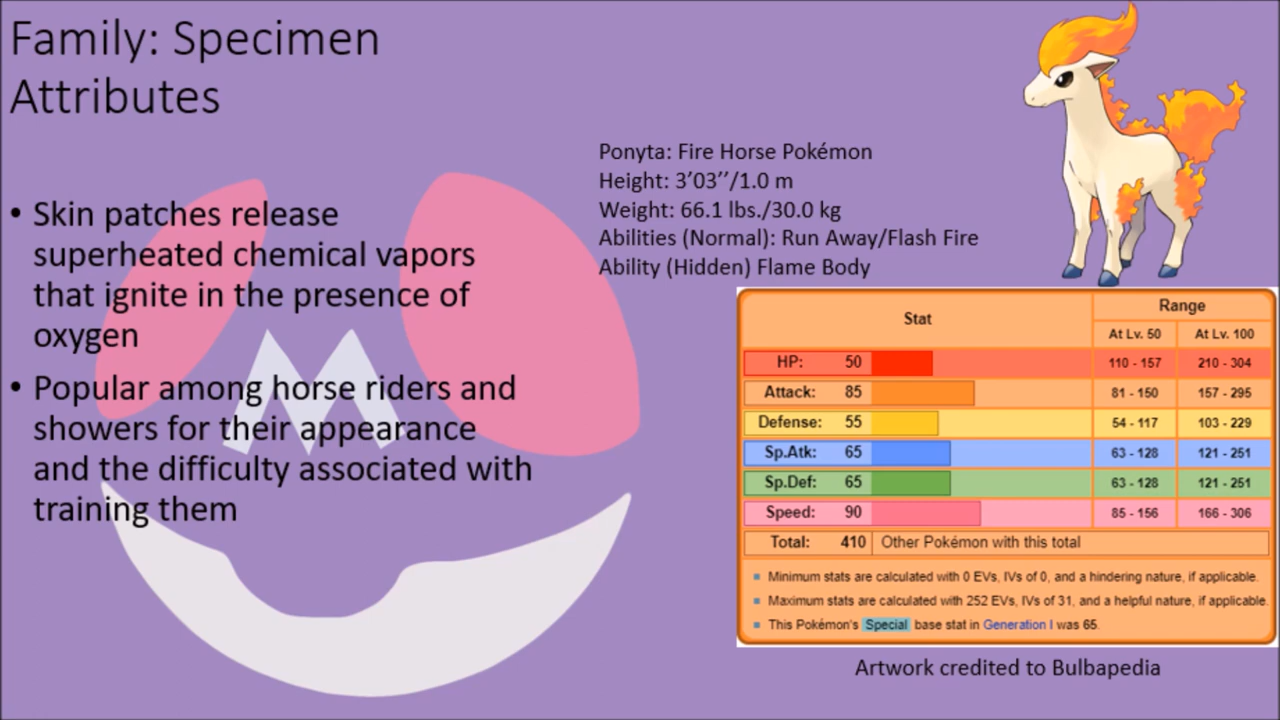 Family: Specimen
Attributes
• Skin patches release
superheated chemical vapors
that ignite in the presence of
oxygen
• Popular among horse riders and
showers for their appearance
and the difficulty associated with
training them
M
Ponyta: Fire Horse Pokémon
Height: 3’03’’/1.0 m
Weight: 66.1 lbs./30.0 kg
Abilities (Normal): Run Away/Flash Fire
Ability (Hidden) Flame Body
Stat Range
At Lv. 50 At Lv. 100
HP: 50 110 - 157 210 - 304
Attack: 85 81 - 150 157 - 295
Defense: 55 54 - 117 103 - 229
Sp.Atk: 65 63 - 128 121 - 251
Sp.Def: 65 63 - 128 121 - 251
Speed: 90 85 - 156 166 - 306
Total: 410 Other Pokémon with this total
Minimum stats are calculated with 0 EVs, IVs of 0, and a hindering nature, if applicable.
Maximum stats are calculated with 252 EVs, IVs of 31, and a helpful nature, if applicable.
This Pokémon's Special base stat in Generation I was 65.
Artwork credited to Bulbapedia